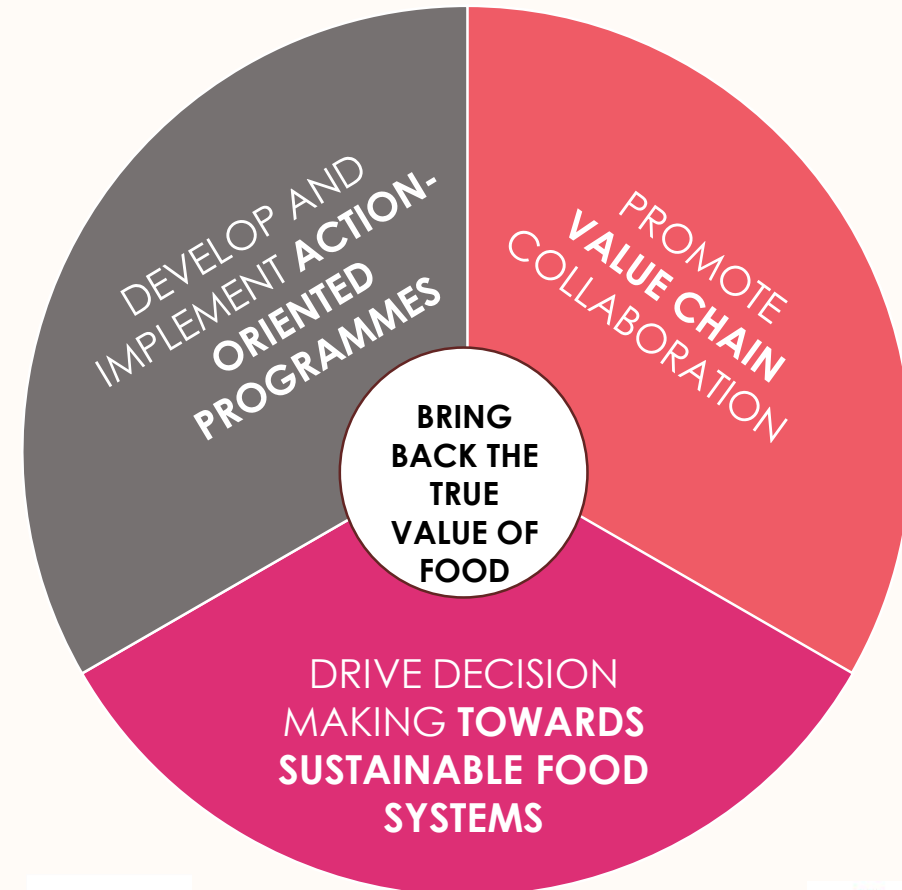 DEVELOP AND
IMPLEMENT ACTION-
ORIENTED
PROGRAMMES
PROMOTE
VALUE CHAIN
COLLABORATION
BRING
BACK THE
TRUE
VALUE OF
FOOD
DRIVE DECISION
MAKING TOWARDS
SUSTAINABLE FOOD
SYSTEMS